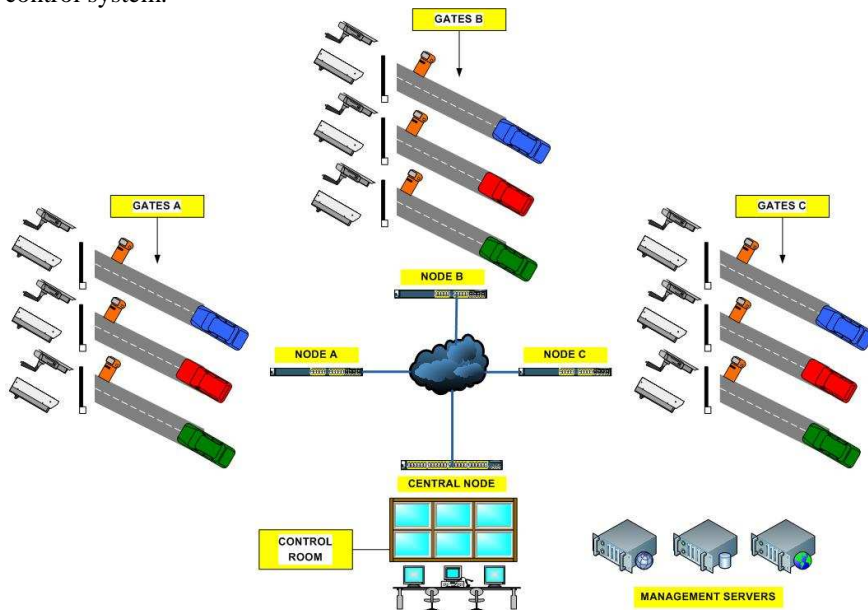 control system.
GATES B
GATES A
GATES C
NODE B
NODE A
NODE C
CENTRAL NODE
CONTROL
ROOM
MANAGEMENT SERVERS